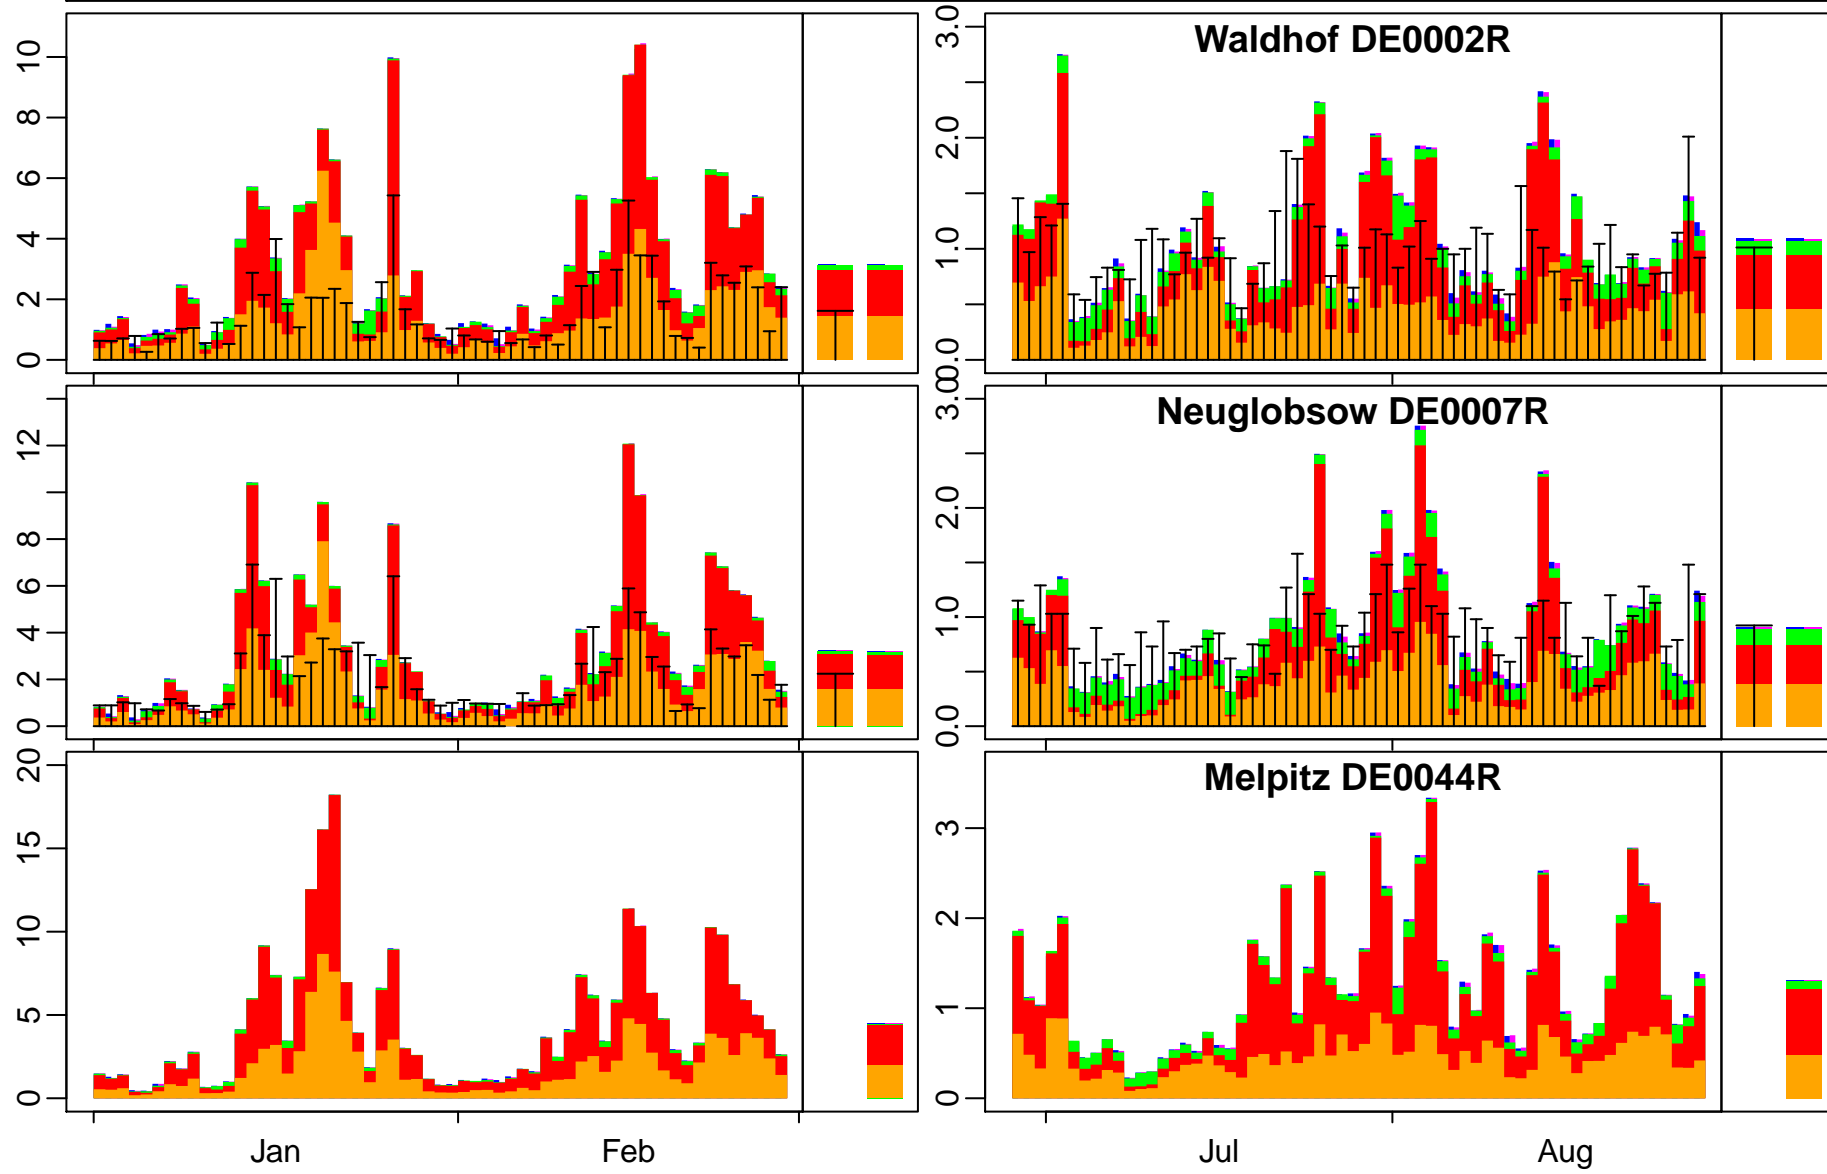 Waldhof DE0002R
0 2 4 6 8 10
0.0 1.0 2.0 3.0
Neuglobsow DE0007R
0 2 4 6 8 12
0.0 1.0 2.0 3.0
Melpitz DE0044R
0 5 10 15 20
0 1 2 3
Jan Feb Jul Aug